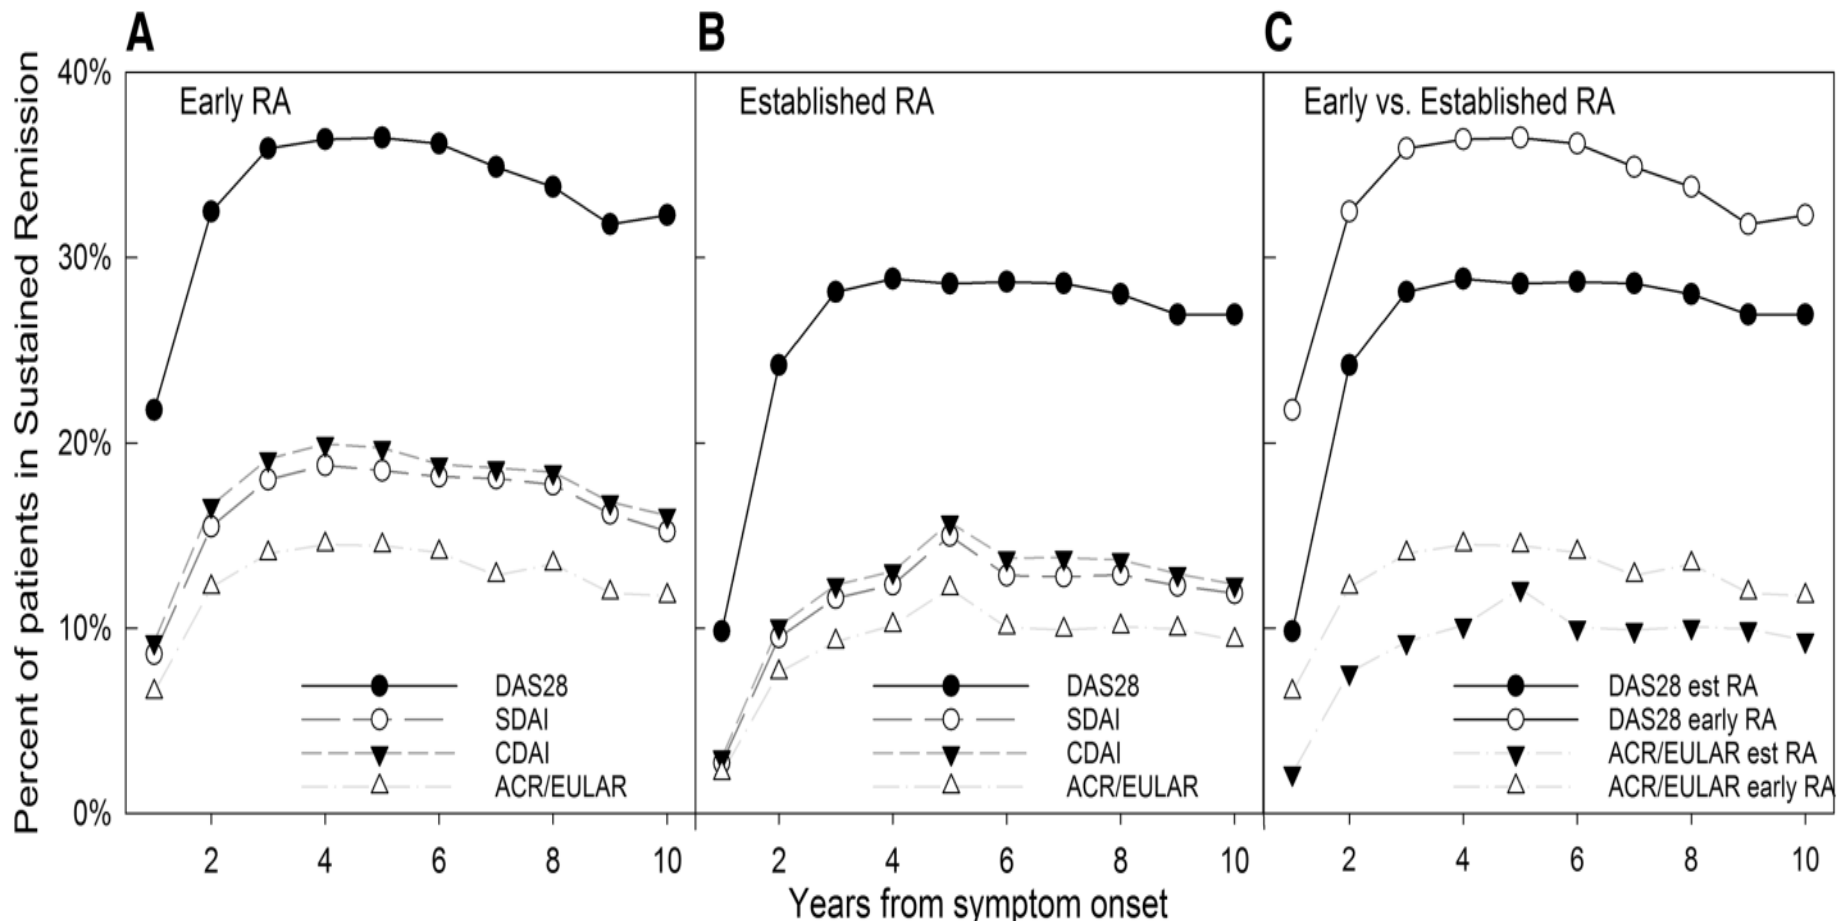 A
B
C
Percent of patients in Sustained Remission
40%
30%
20%
10%
0%
Early RA
DAS28
SDAI
CDAI
ACR/EULAR
2 4 6 8 10
Established RA
DAS28
SDAI
CDAI
ACR/EULAR
2 4 6 8 10
Early vs. Established RA
DAS28 est RA
DAS28 early RA
ACR/EULAR est RA
ACR/EULAR early RA
2 4 6 8 10
Years from symptom onset